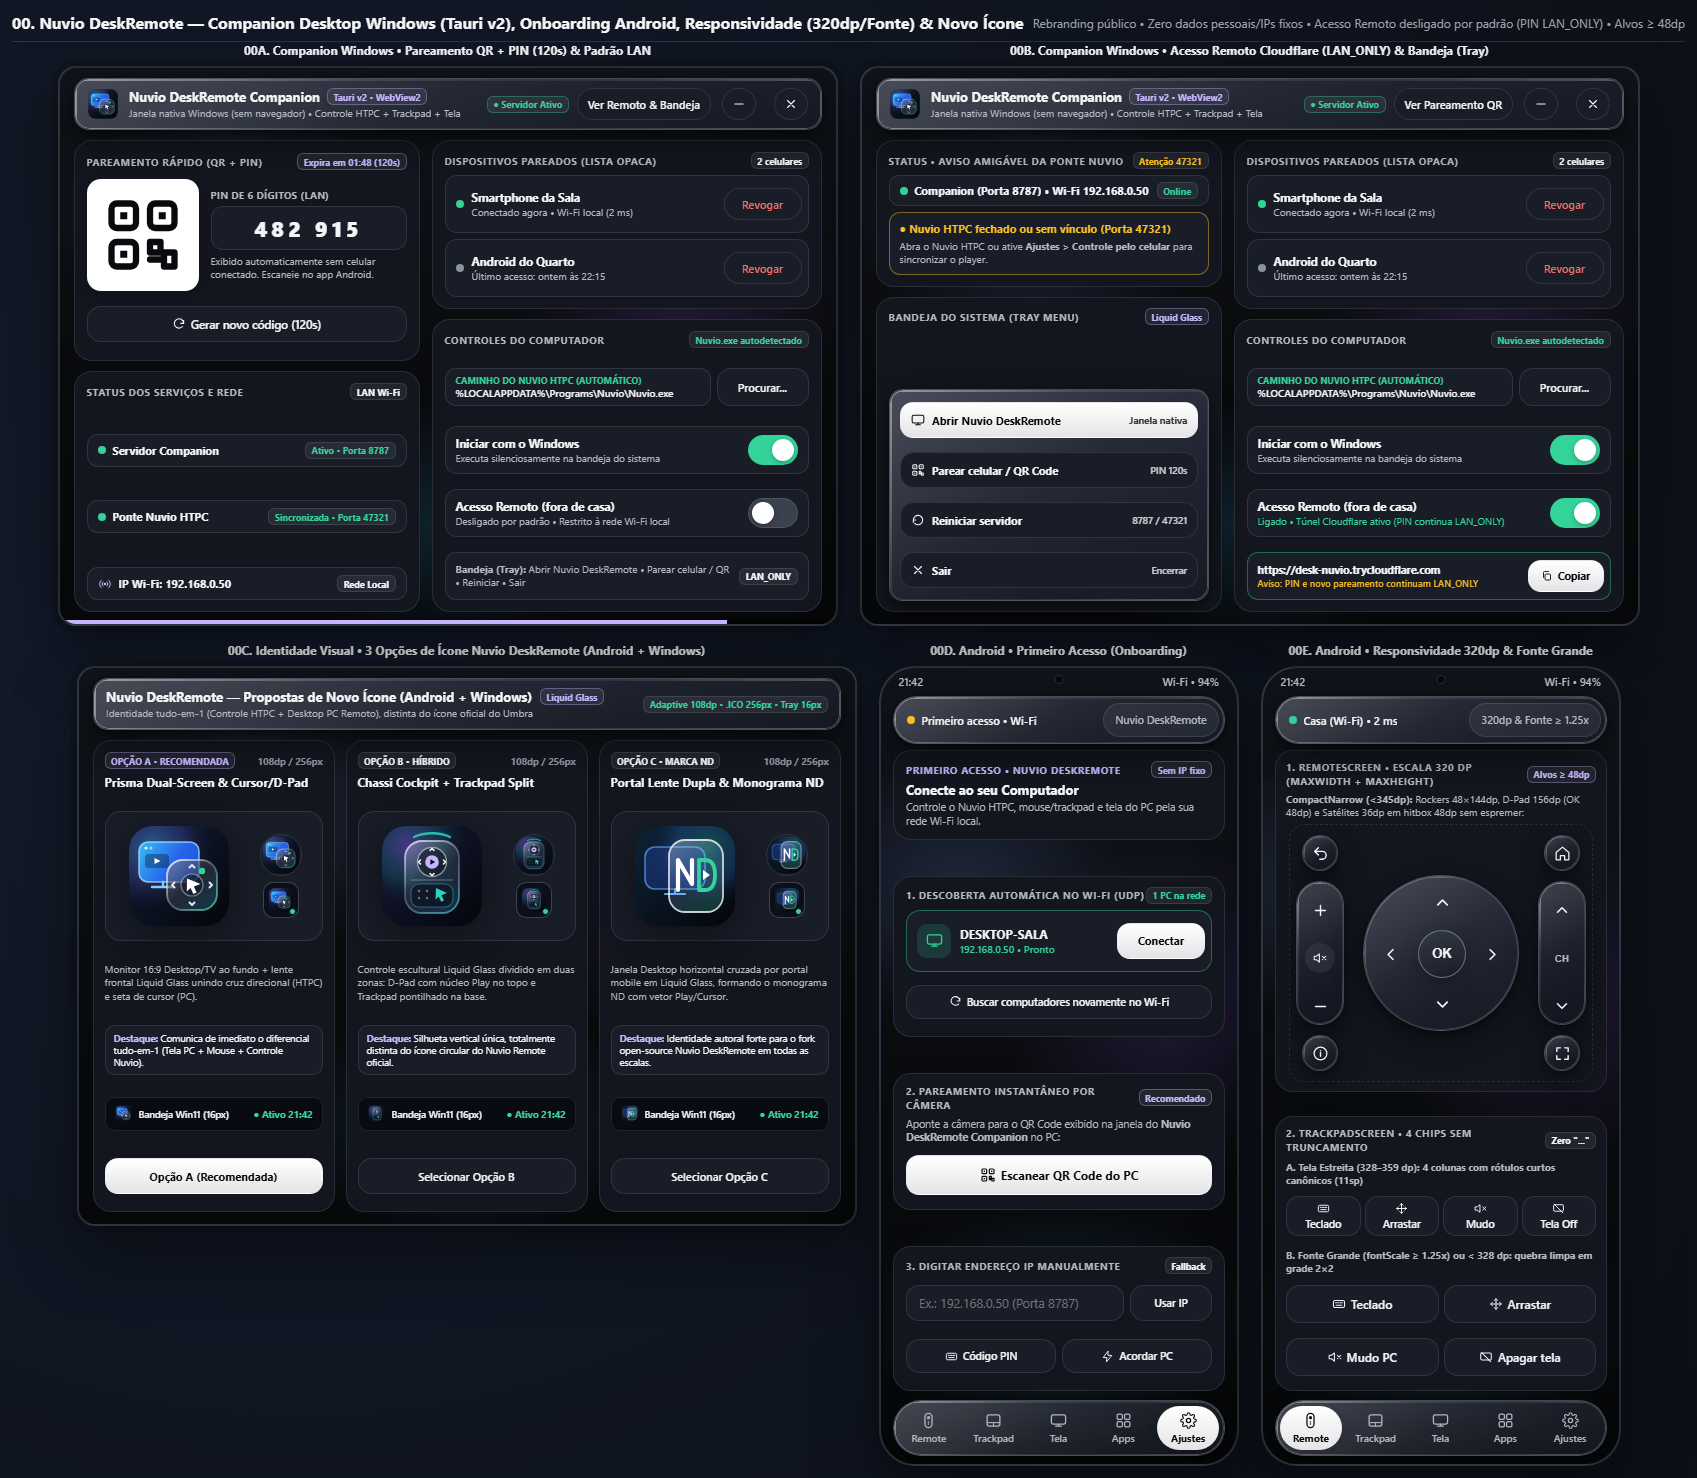 00. Nuvio DeskRemote — Companion Desktop Windows (Tauri v2), Onboarding Android, Responsividade (320dp/Fonte) & Novo Ícone
Rebranding público • Zero dados pessoais/IPs fixos • Acesso Remoto desligado por padrão (PIN LAN_ONLY) • Alvos ≥ 48dp
00A. Companion Windows • Pareamento QR + PIN (120s) & Padrão LAN
Nuvio DeskRemote Companion
Tauri v2 • WebView2
Janela nativa Windows (sem navegador) • Controle HTPC + Trackpad + Tela
• Servidor Ativo
Ver Remoto & Bandeja
PAREAMENTO RÁPIDO (QR + PIN)
Expira em 01:48 (120s)
PIN DE 6 DÍGITOS (LAN)
482 915
Exibido automaticamente sem celular
conectado. Escaneie no app Android.
Gerar novo código (120s)
STATUS DOS SERVIÇOS E REDE
LAN Wi-Fi
Servidor Companion
Ativo • Porta 8787
Ponte Nuvio HTPC
Sincronizada • Porta 47321
IP Wi-Fi: 192.168.0.50
Rede Local
DISPOSITIVOS PAREADOS (LISTA OPACA)
2 celulares
Smartphone da Sala
Conectado agora • Wi-Fi local (2 ms)
Revogar
Android do Quarto
Último acesso: ontem às 22:15
Revogar
CONTROLES DO COMPUTADOR
Nuvio.exe autodetectado
CAMINHO DO NUVIO HTPC (AUTOMÁTICO)
%LOCALAPPDATA%\Programs\Nuvio\Nuvio.exe
Procurar...
Iniciar com o Windows
Executa silenciosamente na bandeja do sistema
Acesso Remoto (fora de casa)
Desligado por padrão • Restrito à rede Wi-Fi local
Bandeja (Tray): Abrir Nuvio DeskRemote • Parear celular / QR
• Reiniciar • Sair
LAN_ONLY
00B. Companion Windows • Acesso Remoto Cloudflare (LAN_ONLY) & Bandeja (Tray)
Nuvio DeskRemote Companion
Tauri v2 • WebView2
Janela nativa Windows (sem navegador) • Controle HTPC + Trackpad + Tela
• Servidor Ativo
Ver Pareamento QR
STATUS • AVISO AMIGÁVEL DA PONTE NUVIO
Atenção 47321
Companion (Porta 8787) • Wi-Fi 192.168.0.50
Online
• Nuvio HTPC fechado ou sem vínculo (Porta 47321)
Abra o Nuvio HTPC ou ative Ajustes > Controle pelo celular para
sincronizar o player.
BANDEJA DO SISTEMA (TRAY MENU)
Liquid Glass
Abrir Nuvio DeskRemote
Janela nativa
Parear celular / QR Code
PIN 120s
Reiniciar servidor
8787 / 47321
Sair
Encerrar
DISPOSITIVOS PAREADOS (LISTA OPACA)
2 celulares
Smartphone da Sala
Conectado agora • Wi-Fi local (2 ms)
Revogar
Android do Quarto
Último acesso: ontem às 22:15
Revogar
CONTROLES DO COMPUTADOR
Nuvio.exe autodetectado
CAMINHO DO NUVIO HTPC (AUTOMÁTICO)
%LOCALAPPDATA%\Programs\Nuvio\Nuvio.exe
Procurar...
Iniciar com o Windows
Executa silenciosamente na bandeja do sistema
Acesso Remoto (fora de casa)
Ligado • Túnel Cloudflare ativo (PIN continua LAN_ONLY)
https://desk-nuvio.trycloudflare.com
Aviso: PIN e novo pareamento continuam LAN_ONLY
Copiar
00C. Identidade Visual • 3 Opções de Ícone Nuvio DeskRemote (Android + Windows)
Nuvio DeskRemote — Propostas de Novo Ícone (Android + Windows)
Liquid Glass
Identidade tudo-em-1 (Controle HTPC + Desktop PC Remoto), distinta do ícone oficial do Umbra
Adaptive 108dp • .ICO 256px • Tray 16px
OPÇÃO A • RECOMENDADA
108dp / 256px
Prisma Dual-Screen & Cursor/D-Pad
Monitor 16:9 Desktop/TV ao fundo + lente
frontal Liquid Glass unindo cruz direcional (HTPC)
e seta de cursor (PC).
Destaque: Comunica de imediato o diferencial
tudo-em-1 (Tela PC + Mouse + Controle
Nuvio).
Bandeja Win11 (16px)
• Ativo 21:42
Opção A (Recomendada)
OPÇÃO B • HÍBRIDO
108dp / 256px
Chassi Cockpit + Trackpad Split
Controle escultural Liquid Glass dividido em duas
zonas: D-Pad com núcleo Play no topo e
Trackpad pontilhado na base.
Destaque: Silhueta vertical única, totalmente
distinta do ícone circular do Nuvio Remote
oficial.
Bandeja Win11 (16px)
• Ativo 21:42
Selecionar Opção B
OPÇÃO C • MARCA ND
108dp / 256px
Portal Lente Dupla & Monograma ND
ND
ND
Janela Desktop horizontal cruzada por portal
mobile em Liquid Glass, formando o monograma
ND com vetor Play/Cursor.
Destaque: Identidade autoral forte para o fork
open-source Nuvio DeskRemote em todas as
escalas.
Bandeja Win11 (16px)
• Ativo 21:42
Selecionar Opção C
00D. Android • Primeiro Acesso (Onboarding)
21:42
Wi-Fi • 94%
Primeiro acesso • Wi-Fi
Nuvio DeskRemote
PRIMEIRO ACESSO • NUVIO DESKREMOTE
Sem IP fixo
Conecte ao seu Computador
Controle o Nuvio HTPC, mouse/trackpad e tela do PC pela sua
rede Wi-Fi local.
1. DESCOBERTA AUTOMÁTICA NO WI-FI (UDP)
1 PC na rede
DESKTOP-SALA
192.168.0.50 • Pronto
Conectar
Buscar computadores novamente no Wi-Fi
2. PAREAMENTO INSTANTÂNEO POR
CÂMERA
Recomendado
Aponte a câmera para o QR Code exibido na janela do Nuvio
DeskRemote Companion no PC:
Escanear QR Code do PC
3. DIGITAR ENDEREÇO IP MANUALMENTE
Fallback
Ex.: 192.168.0.50 (Porta 8787)
Usar IP
Código PIN
Acordar PC
Remote
Trackpad
Tela
Apps
Ajustes
00E. Android • Responsividade 320dp & Fonte Grande
21:42
Wi-Fi • 94%
Casa (Wi-Fi) • 2 ms
320dp & Fonte ≥ 1.25x
1. REMOTESCREEN • ESCALA 320 DP
(MAXWIDTH + MAXHEIGHT)
Alvos ≥ 48dp
CompactNarrow (<345dp): Rockers 48×144dp, D-Pad 156dp (OK
48dp) e Satélites 36dp em hitbox 48dp sem espremer:
OK
CH
2. TRACKPADSCREEN • 4 CHIPS SEM
TRUNCAMENTO
Zero "..."
A. Tela Estreita (328–359 dp): 4 colunas com rótulos curtos
canônicos (11sp)
Teclado
Arrastar
Mudo
Tela Off
B. Fonte Grande (fontScale ≥ 1.25x) ou < 328 dp: quebra limpa em
grade 2×2
Teclado
Arrastar
Mudo PC
Apagar tela
Remote
Trackpad
Tela
Apps
Ajustes